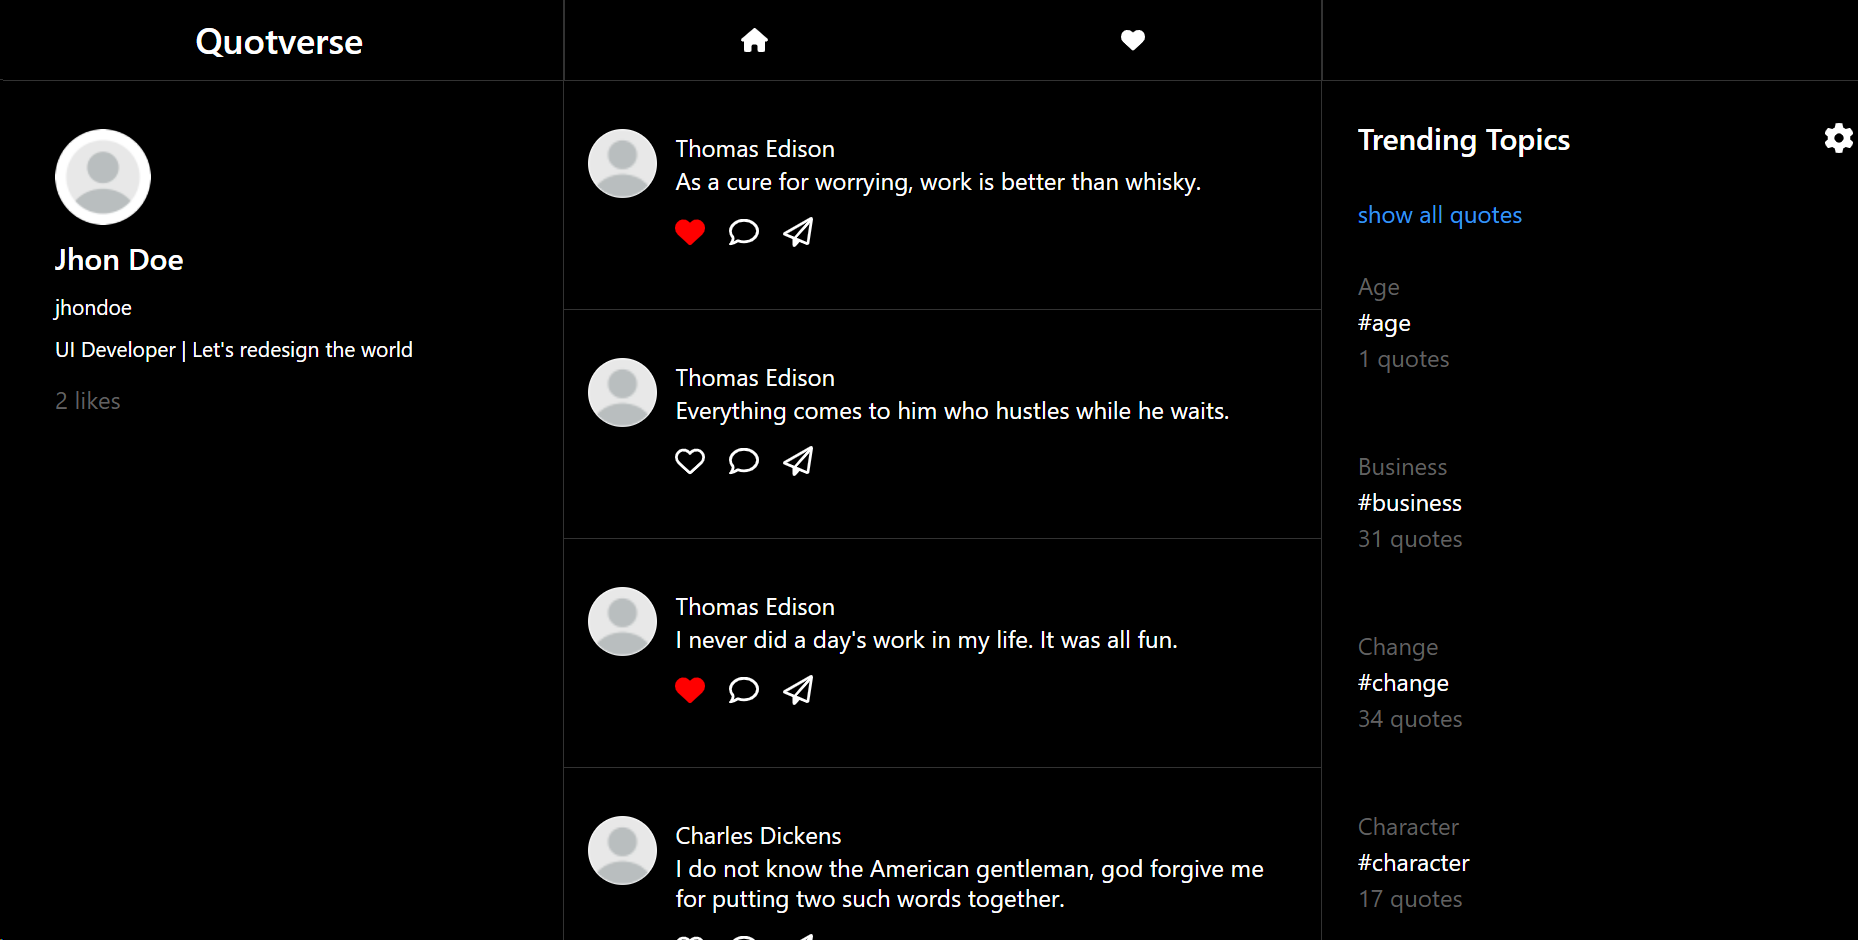 Quotverse
Jhon Doe
jhondoe
UI Developer | Let's redesign the world
2 likes
Thomas Edison
As a cure for worrying, work is better than whisky.
Thomas Edison
Everything comes to him who hustles while he waits.
Thomas Edison
I never did a day's work in my life. It was all fun.
Charles Dickens
I do not know the American gentleman, god forgive me
for putting two such words together.
Trending Topics
show all quotes
Age
#age
1 quotes
Business
#business
31 quotes
Change
#change
34 quotes
Character
#character
17 quotes